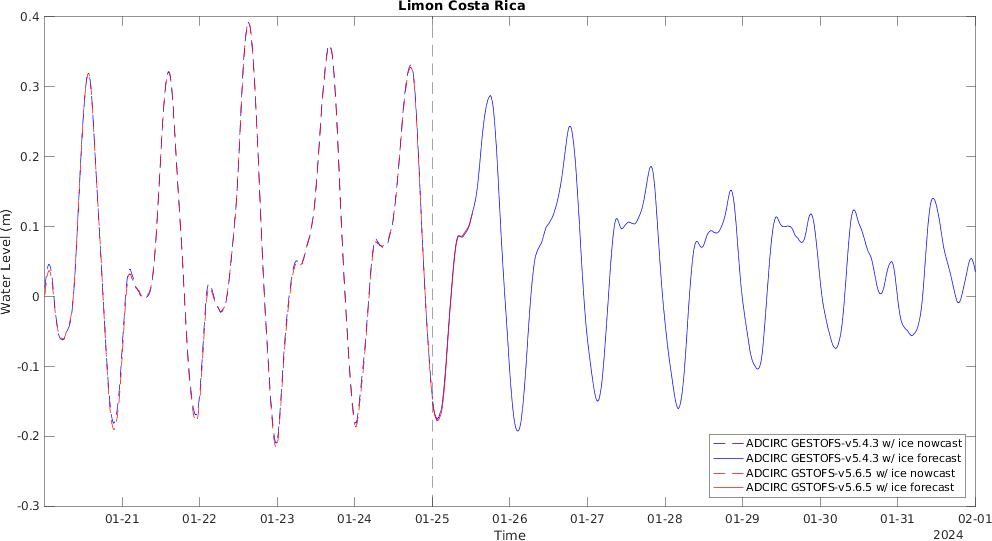 Limon Costa Rica
0.4
0.3
0.2
0.1
0
-0.1
-0.2
-0.3
Water Level (m)
01-21 01-22 01-23 01-24 01-25 01-26 01-27 01-28 01-29 01-30 01-31 02-01
Time
2024
ADCIRC GESTOFS-v5.4.3 w/ ice nowcast
ADCIRC GESTOFS-v5.4.3 w/ ice forecast
ADCIRC GSTOFS-v5.6.5 w/ ice nowcast
ADCIRC GSTOFS-v5.6.5 w/ ice forecast